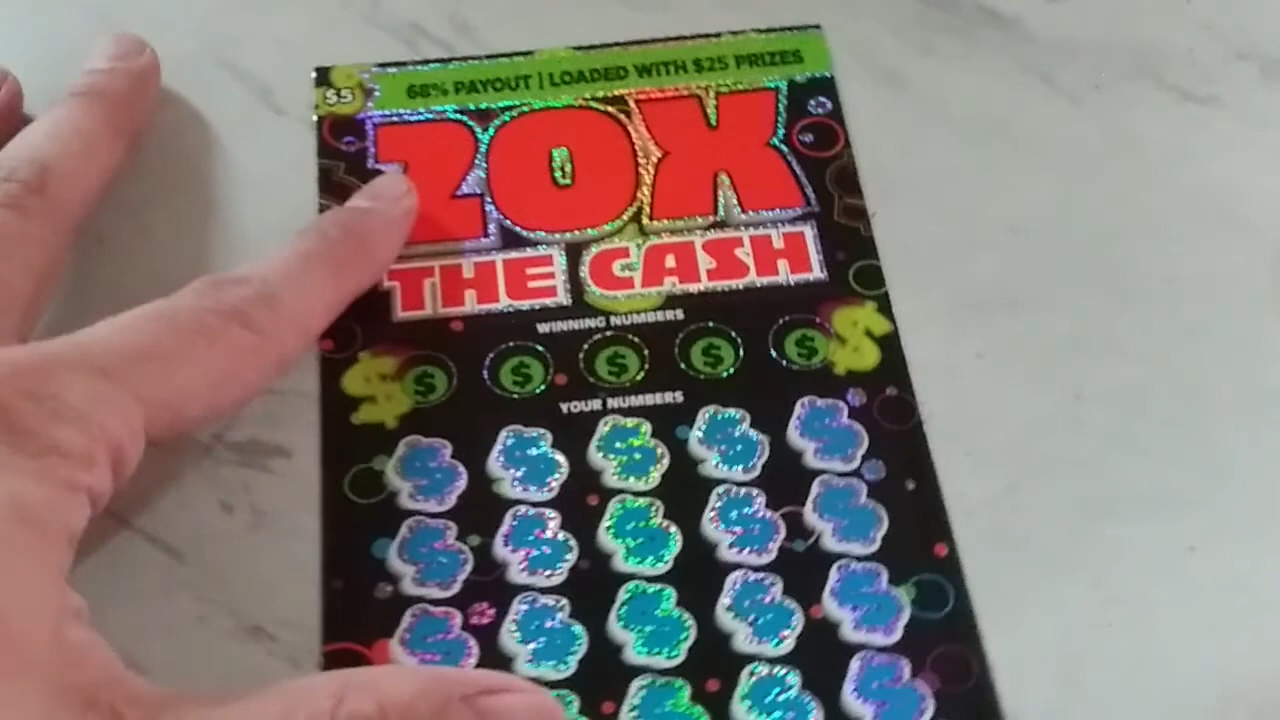 $5
68% PAYOUT | LOADED WITH $25 PRIZES
20X
THE CASH
WINNING NUMBERS
$ $ $ $ $
YOUR NUMBERS
$ $ $ $ $
$ $ $ $ $
$ $ $ $ $
$ $ $